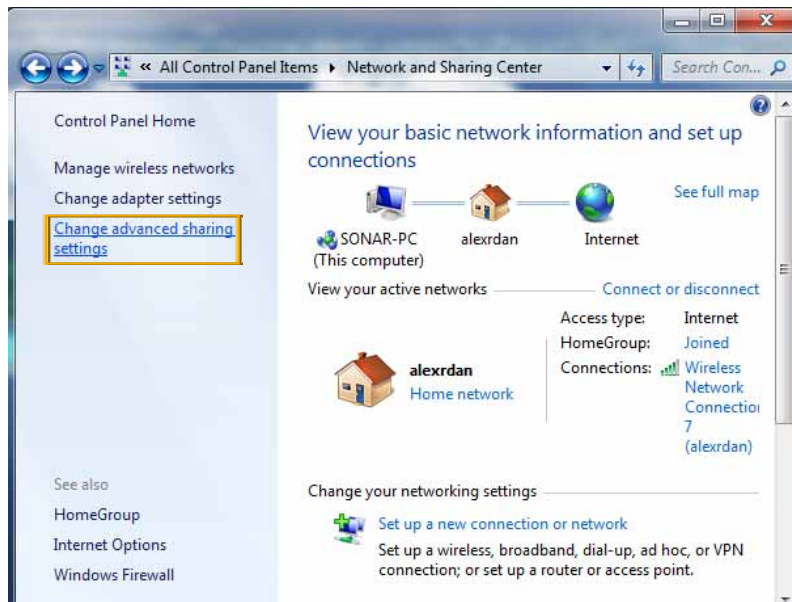 « All Control Panel Items ▸ Network and Sharing Center
Search Con...
Control Panel Home
Manage wireless networks
Change adapter settings
Change advanced sharing
settings
See also
HomeGroup
Internet Options
Windows Firewall
View your basic network information and set up
connections
See full map
SONAR-PC
(This computer)
alexrdan
Internet
View your active networks
Connect or disconnect
alexrdan
Home network
Access type: Internet
HomeGroup: Joined
Connections: Wireless
Network
Connection
7
(alexrdan)
Change your networking settings
Set up a new connection or network
Set up a wireless, broadband, dial-up, ad hoc, or VPN
connection; or set up a router or access point.